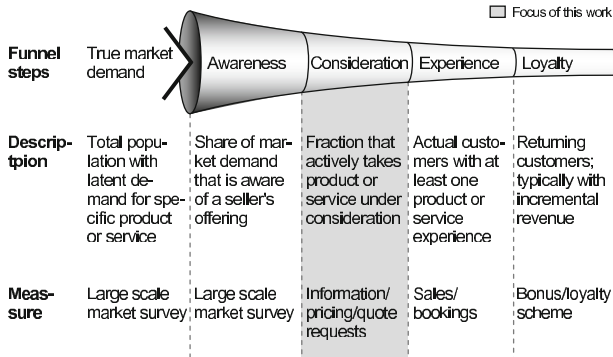 Focus of this work
Funnel steps
True market demand
Awareness
Consideration
Experience
Loyalty
Descrip-
tpion
Total popu-
lation with
latent de-
mand for spe-
cific product
or service
Share of mar-
ket demand
that is aware
of a seller's
offering
Fraction that
actively takes
product or
service under
consideration
Actual custo-
mers with at
least one
product or
service
experience
Returning
customers;
typically with
incremental
revenue
Mea-
sure
Large scale
market survey
Large scale
market survey
Information/
pricing/quote
requests
Sales/
bookings
Bonus/loyalty
scheme